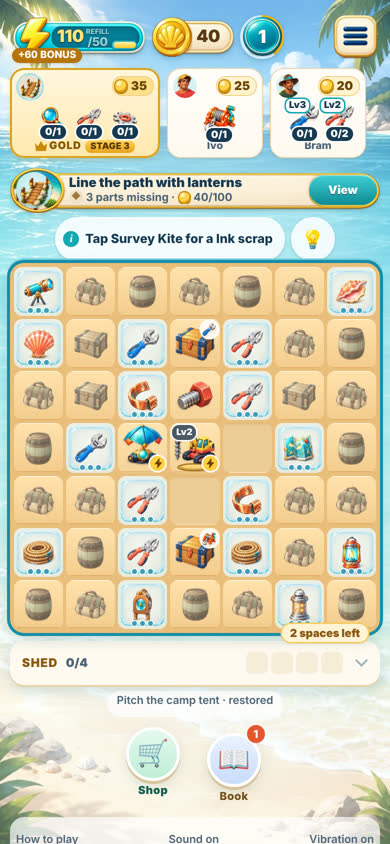 110 REFILL /50
+60 BONUS
40
1
35
0/1 0/1 0/1
GOLD STAGE 3
25
0/1
Ivo
20
Lv3 Lv2
0/1 0/2
Bram
Line the path with lanterns
3 parts missing · 40/100
View
i Tap Survey Kite for a Ink scrap
Lv2
2 spaces left
SHED 0/4
Pitch the camp tent · restored
1
Shop
Book
How to play Sound on Vibration on